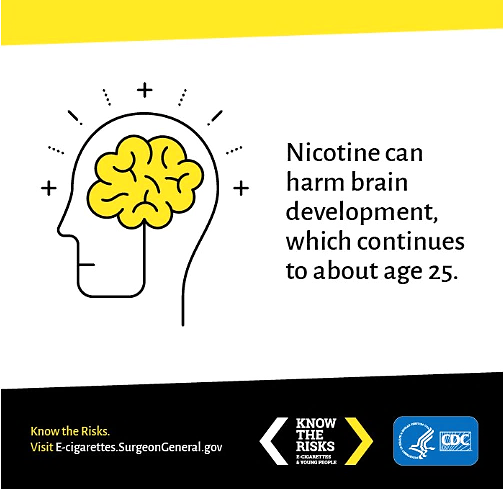 Nicotine can
harm brain
development,
which continues
to about age 25.
Know the Risks.
Visit E-cigarettes.SurgeonGeneral.gov
KNOW
THE
RISKS
E-CIGARETTES
& YOUNG PEOPLE
CDC